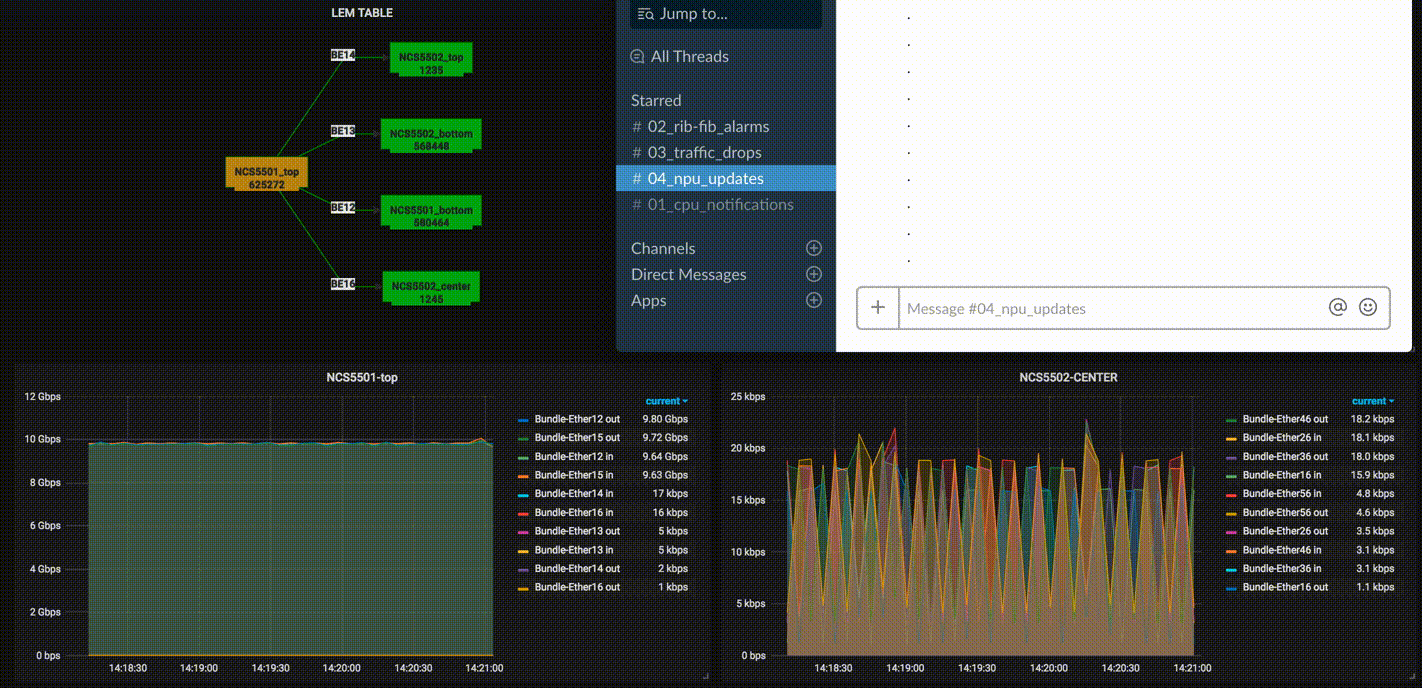 LEM TABLE
BE14
NCS5502_top
1235
BE13
NCS5502_bottom
568448
NCS5501_top
625272
BE12
NCS5501_bottom
580464
BE16
NCS5502_center
1245
Jump to...
All Threads
Starred
# 02_rib-fib_alarms
# 03_traffic_drops
# 04_npu_updates
# 01_cpu_notifications
Channels
Direct Messages
Apps
.
.
.
.
.
.
.
.
.
.
+ Message #04_npu_updates @
NCS5501-top
12 Gbps
10 Gbps
8 Gbps
6 Gbps
4 Gbps
2 Gbps
0 bps
14:18:30 14:19:00 14:19:30 14:20:00 14:20:30 14:21:00
current
Bundle-Ether12 out 9.80 Gbps
Bundle-Ether15 out 9.72 Gbps
Bundle-Ether12 in 9.64 Gbps
Bundle-Ether15 in 9.63 Gbps
Bundle-Ether14 in 17 kbps
Bundle-Ether16 in 16 kbps
Bundle-Ether13 out 5 kbps
Bundle-Ether13 in 5 kbps
Bundle-Ether14 out 2 kbps
Bundle-Ether16 out 1 kbps
NCS5502-CENTER
25 kbps
20 kbps
15 kbps
10 kbps
5 kbps
0 bps
14:18:30 14:19:00 14:19:30 14:20:00 14:20:30 14:21:00
current
Bundle-Ether46 out 18.2 kbps
Bundle-Ether26 in 18.1 kbps
Bundle-Ether36 out 18.0 kbps
Bundle-Ether16 in 15.9 kbps
Bundle-Ether56 in 4.8 kbps
Bundle-Ether56 out 4.6 kbps
Bundle-Ether26 out 3.5 kbps
Bundle-Ether46 in 3.1 kbps
Bundle-Ether36 in 3.1 kbps
Bundle-Ether16 out 1.1 kbps